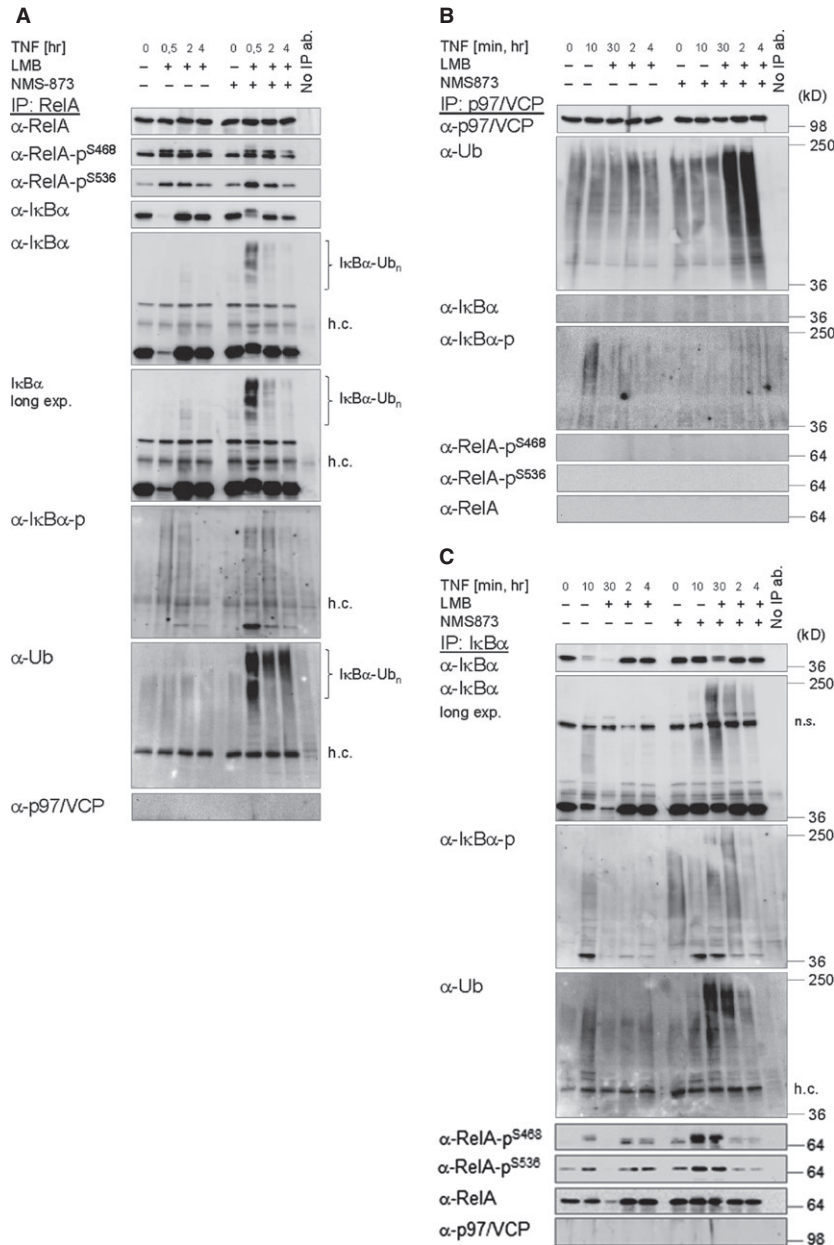 A
TNF [hr] 0 0,5 2 4 0 0,5 2 4 No IP ab.
LMB – + + + – + + +
NMS-873 – – – – + + + +
IP: RelA
α-RelA
α-RelA-pS468
α-RelA-pS536
α-IκBα
α-IκBα
IκBα-Ubn
h.c.
IκBα
long exp.
IκBα-Ubn
h.c.
α-IκBα-p
h.c.
α-Ub
IκBα-Ubn
h.c.
α-p97/VCP
B
TNF [min, hr] 0 10 30 2 4 0 10 30 2 4 No IP ab.
LMB – – + + + – – + + +
NMS873 – – – – – + + + + +
(kD)
IP: p97/VCP
α-p97/VCP
98
250
α-Ub
36
α-IκBα
36
250
α-IκBα-p
36
α-RelA-pS468
64
α-RelA-pS536
64
α-RelA
64
C
TNF [min, hr] 0 10 30 2 4 0 10 30 2 4 No IP ab.
LMB – – + + + – – + + +
NMS873 – – – – – + + + + +
(kD)
IP: IκBα
α-IκBα
36
α-IκBα
250
long exp.
n.s.
36
α-IκBα-p
250
36
α-Ub
250
h.c.
36
α-RelA-pS468
64
α-RelA-pS536
64
α-RelA
64
α-p97/VCP
98